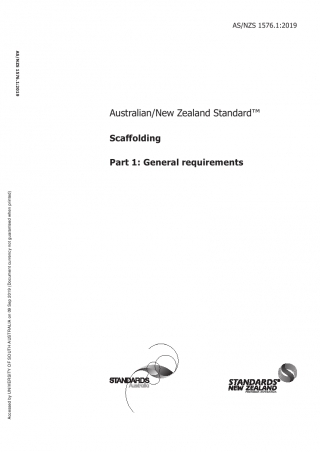 AS/NZS 1576.1:2019
AS/NZS 1576.1:2019
Australian/New Zealand Standard™
Scaffolding
Part 1: General requirements
Accessed by UNIVERSITY OF SOUTH AUSTRALIA on 06 Sep 2019 (Document currency not guaranteed when printed)
STANDARDS
Australia
STANDARDS
NEW ZEALAND